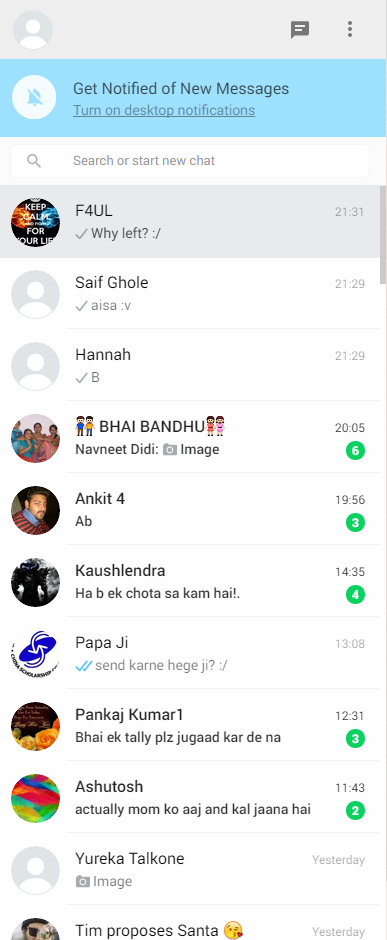 Get Notified of New Messages
Turn on desktop notifications
Search or start new chat
KEEP
CALM
FOR
YOUR LIFE
F4UL
21:31
Why left? :/
Saif Ghole
21:29
aisa :v
Hannah
21:29
B
BHAI BANDHU
20:05
Navneet Didi: Image
6
Ankit 4
19:56
Ab
3
Kaushlendra
14:35
Ha b ek chota sa kam hai!.
4
Papa Ji
13:08
send karne hege ji? :/
Pankaj Kumar1
12:31
Bhai ek tally plz jugaad kar de na
3
Ashutosh
11:43
actually mom ko aaj and kal jaana hai
2
Yureka Talkone
Yesterday
Image
Tim proposes Santa 😘
Yesterday